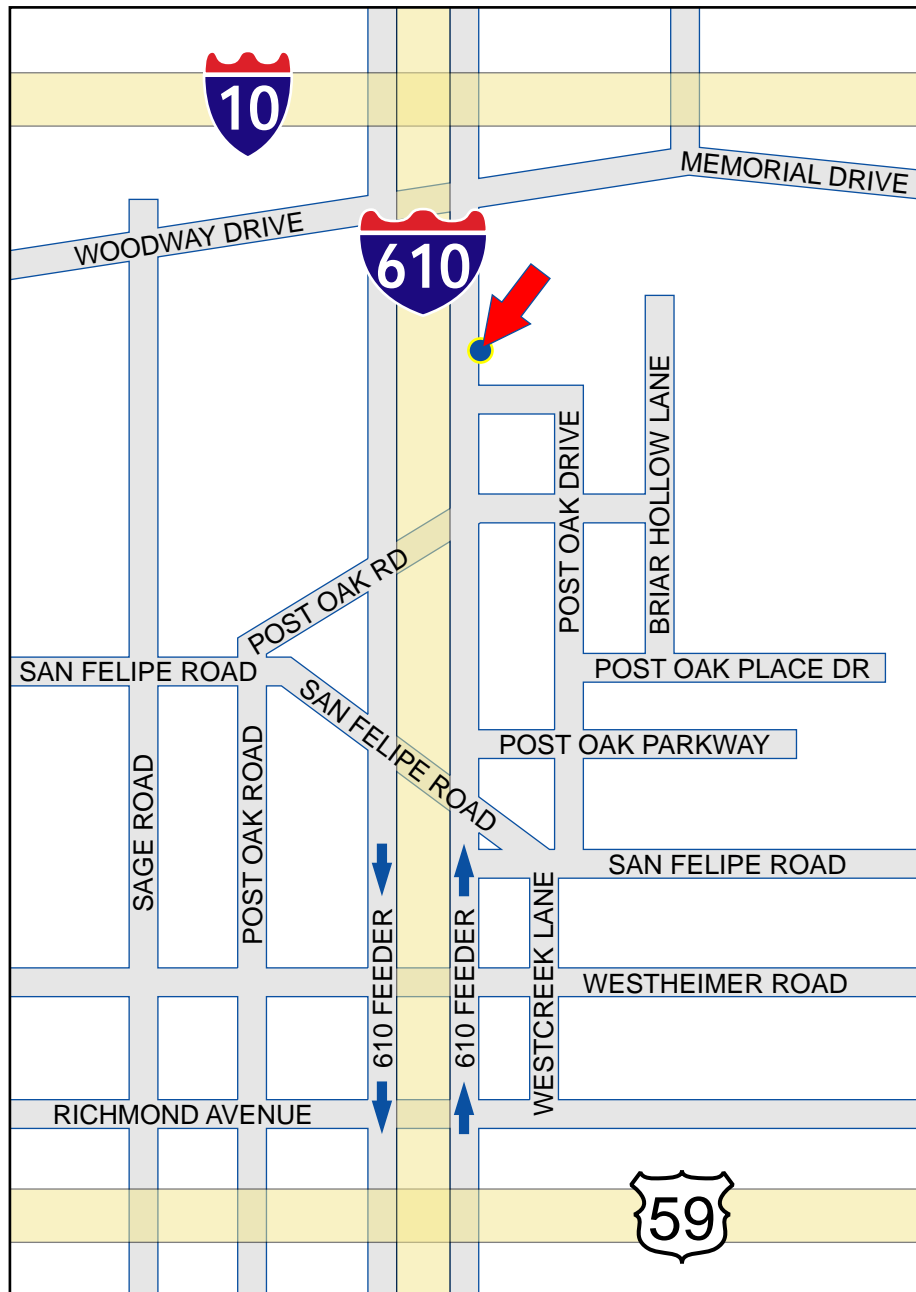 10
MEMORIAL DRIVE
WOODWAY DRIVE
610
POST OAK DRIVE
BRIAR HOLLOW LANE
POST OAK RD
SAN FELIPE ROAD
POST OAK PLACE DR
SAN FELIPE ROAD
POST OAK PARKWAY
SAGE ROAD
POST OAK ROAD
SAN FELIPE ROAD
610 FEEDER
610 FEEDER
WESTCREEK LANE
WESTHEIMER ROAD
RICHMOND AVENUE
59